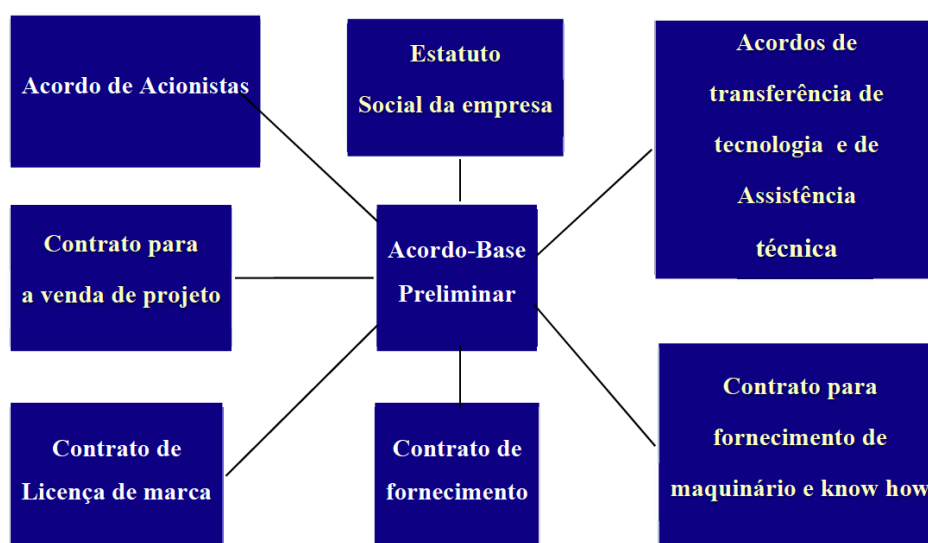 Acordo de Acionistas
Estatuto
Social da empresa
Acordos de
transferência de
tecnologia e de
Assistência
técnica
Contrato para
a venda de projeto
Acordo-Base
Preliminar
Contrato de
Licença de marca
Contrato de
fornecimento
Contrato para
fornecimento de
maquinário e know how